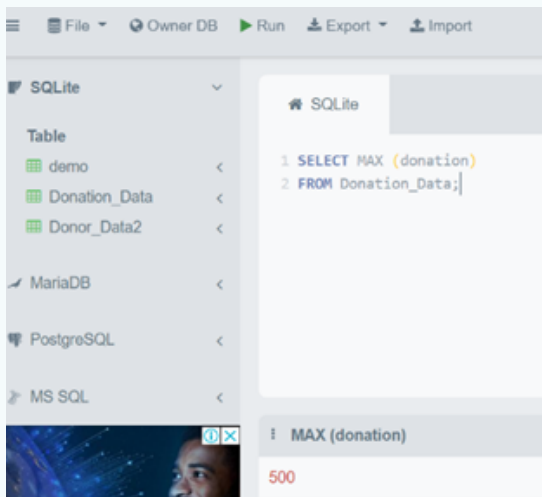 File Owner DB Run Export Import
SQLite
Table
demo
Donation_Data
Donor_Data2
MariaDB
PostgreSQL
MS SQL
SQLite
1 SELECT MAX (donation)
2 FROM Donation_Data;
MAX (donation)
500